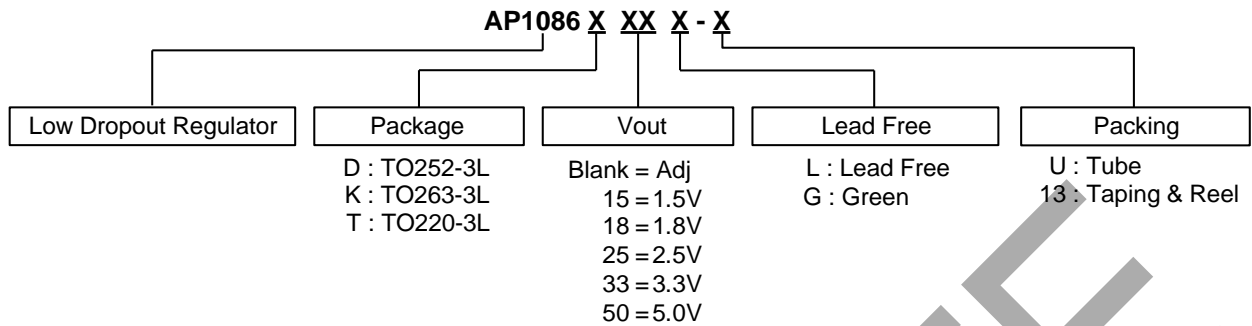 AP1086 X XX X - X
Low Dropout Regulator
Package
D : TO252-3L
K : TO263-3L
T : TO220-3L
Vout
Blank = Adj
15 = 1.5V
18 = 1.8V
25 = 2.5V
33 = 3.3V
50 = 5.0V
Lead Free
L : Lead Free
G : Green
Packing
U : Tube
13 : Taping & Reel